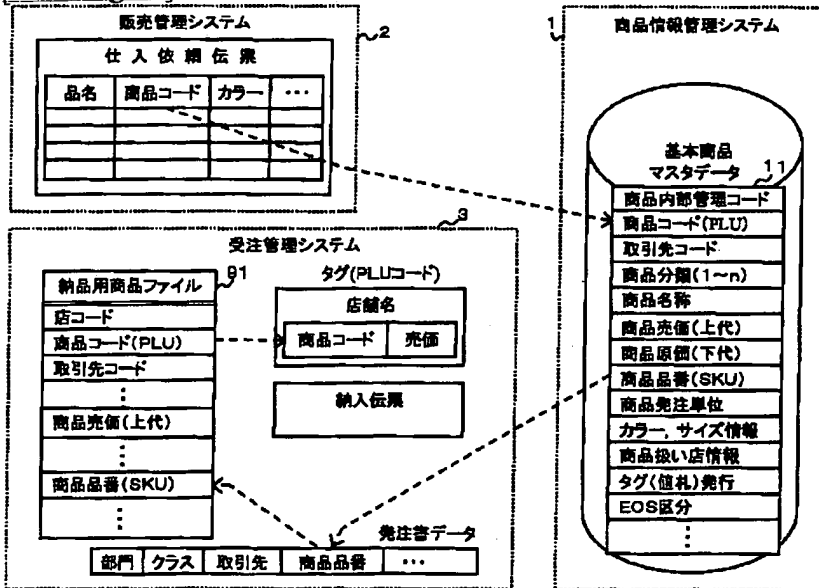 販売管理システム
2
仕入依頼伝票
品名 商品コード カラー ･･･
1
商品情報管理システム
基本商品
マスタデータ
11
商品内部管理コード
商品コード(PLU)
取引先コード
商品分類(1〜n)
商品名称
商品売価(上代)
商品原価(下代)
商品品番(SKU)
商品発注単位
カラー,サイズ情報
商品扱い店情報
タグ(値札)発行
EOS区分
⋮
3
受注管理システム
納品用商品ファイル
91
店コード
商品コード(PLU)
取引先コード
⋮
商品売価(上代)
⋮
商品品番(SKU)
⋮
タグ(PLUコード)
店舗名
商品コード 売価
納入伝票
発注書データ
部門 クラス 取引先 商品品番 ･･･